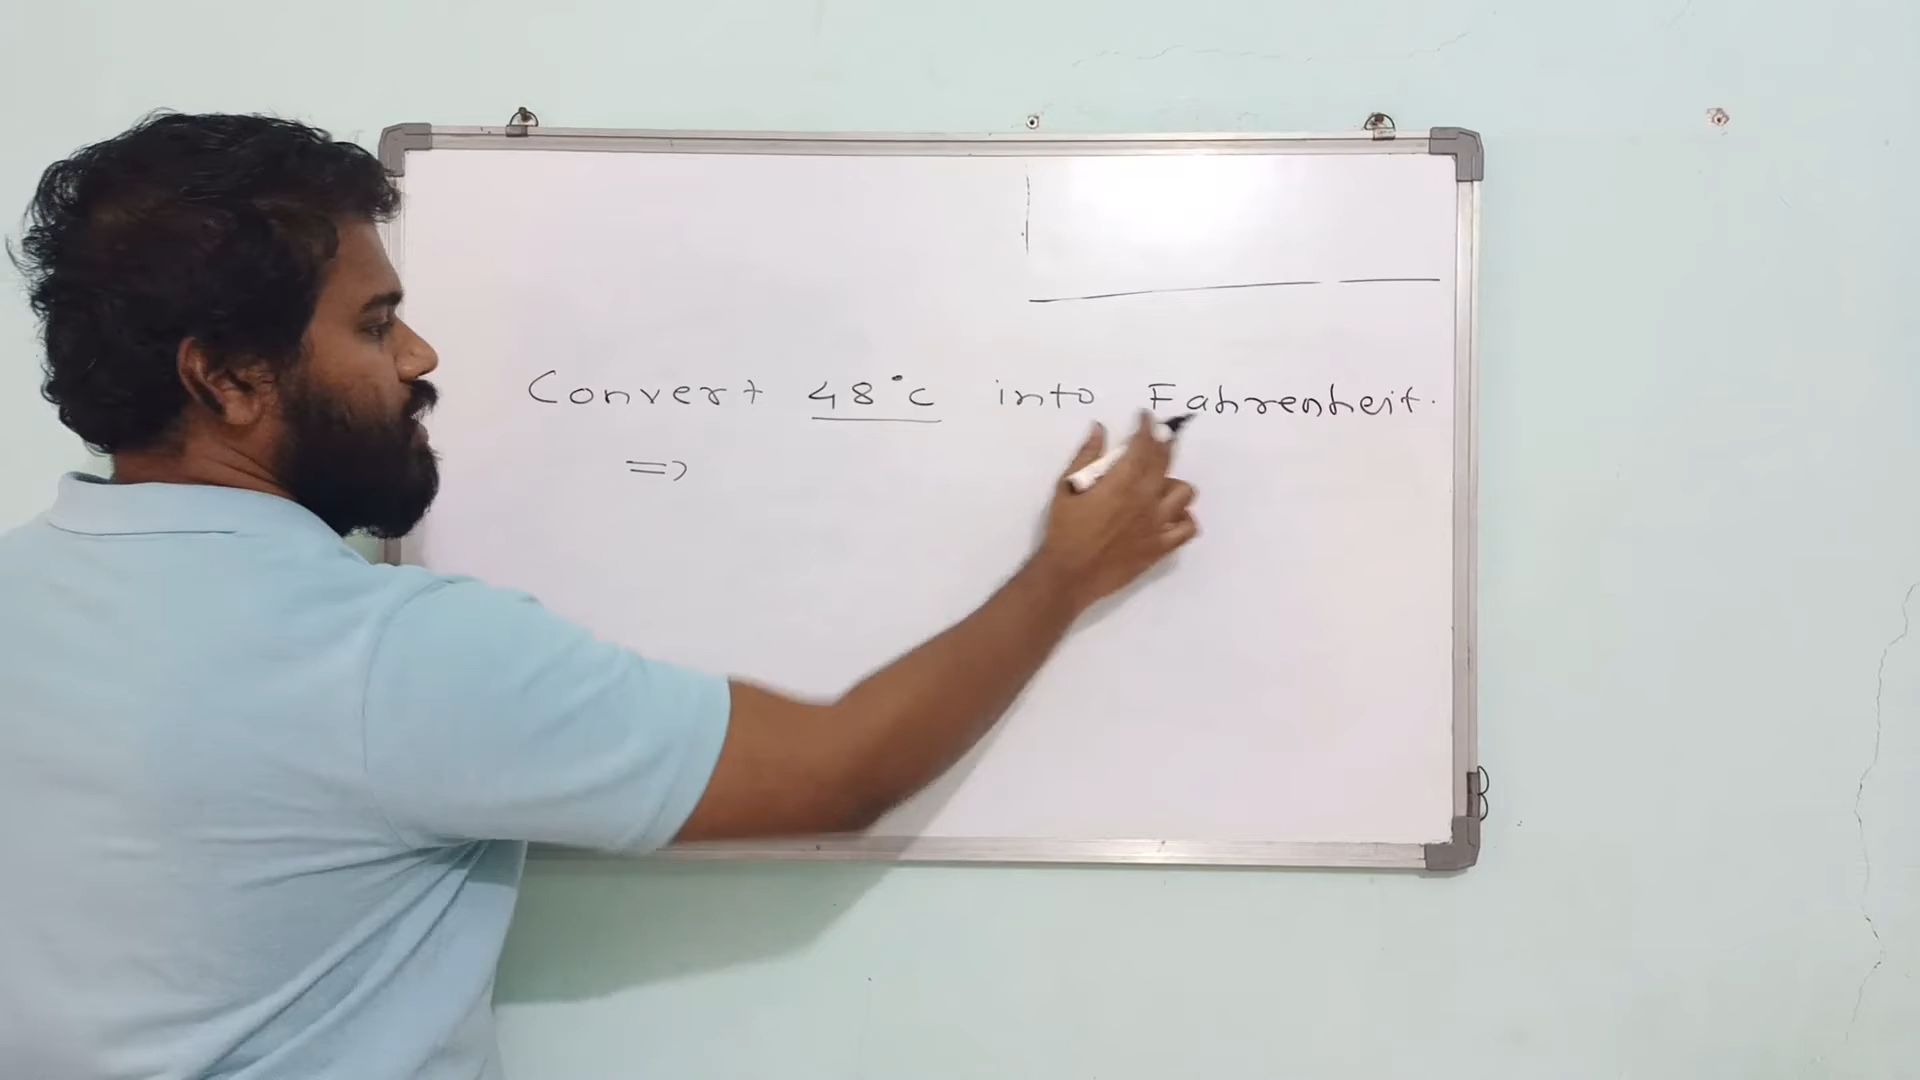 Convert 48°c into Fahrenheit.
=>